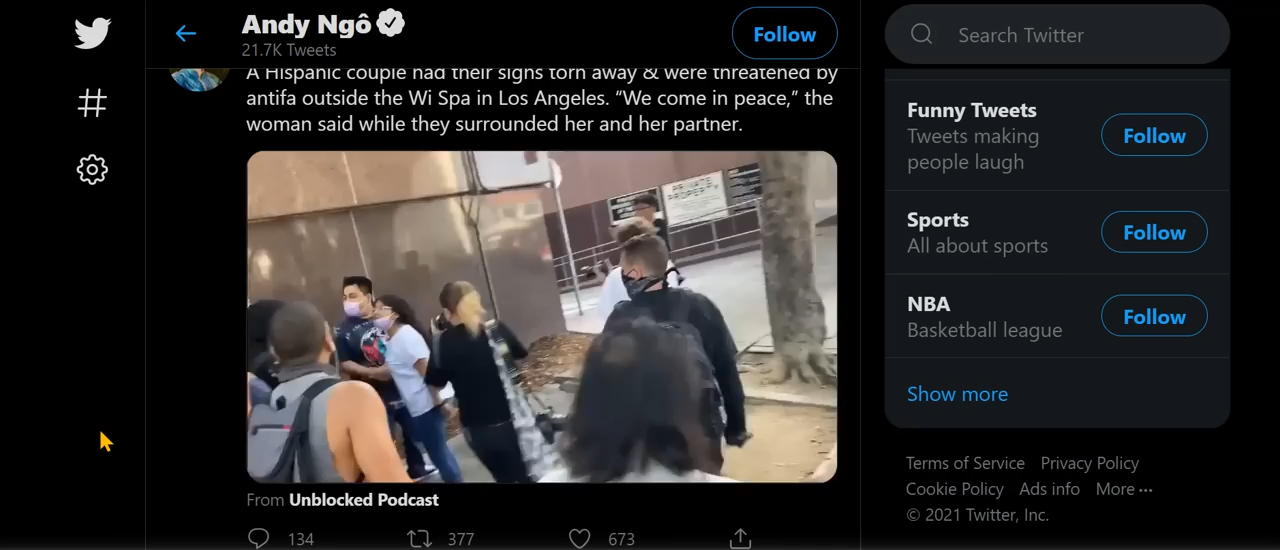 Andy Ngô
21.7K Tweets
Follow
Search Twitter
A Hispanic couple had their signs torn away & were threatened by
antifa outside the Wi Spa in Los Angeles. “We come in peace,” the
woman said while they surrounded her and her partner.
PRIVATE
PROPERTY
From Unblocked Podcast
134
377
673
Funny Tweets
Tweets making
people laugh
Follow
Sports
All about sports
Follow
NBA
Basketball league
Follow
Show more
Terms of Service Privacy Policy
Cookie Policy Ads info More ···
© 2021 Twitter, Inc.